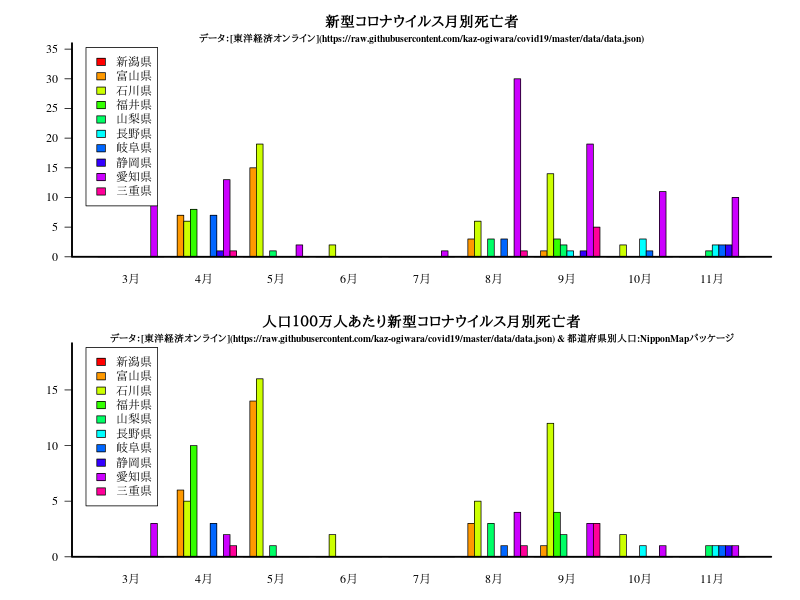 新型コロナウイルス月別死亡者
データ:[東洋経済オンライン](https://raw.githubusercontent.com/kaz-ogiwara/covid19/master/data/data.json)
35
30
25
20
15
10
5
0
新潟県
富山県
石川県
福井県
山梨県
長野県
岐阜県
静岡県
愛知県
三重県
3月 4月 5月 6月 7月 8月 9月 10月 11月
人口100万人あたり新型コロナウイルス月別死亡者
データ:[東洋経済オンライン](https://raw.githubusercontent.com/kaz-ogiwara/covid19/master/data/data.json) & 都道府県別人口:NipponMapパッケージ
15
10
5
0
新潟県
富山県
石川県
福井県
山梨県
長野県
岐阜県
静岡県
愛知県
三重県
3月 4月 5月 6月 7月 8月 9月 10月 11月